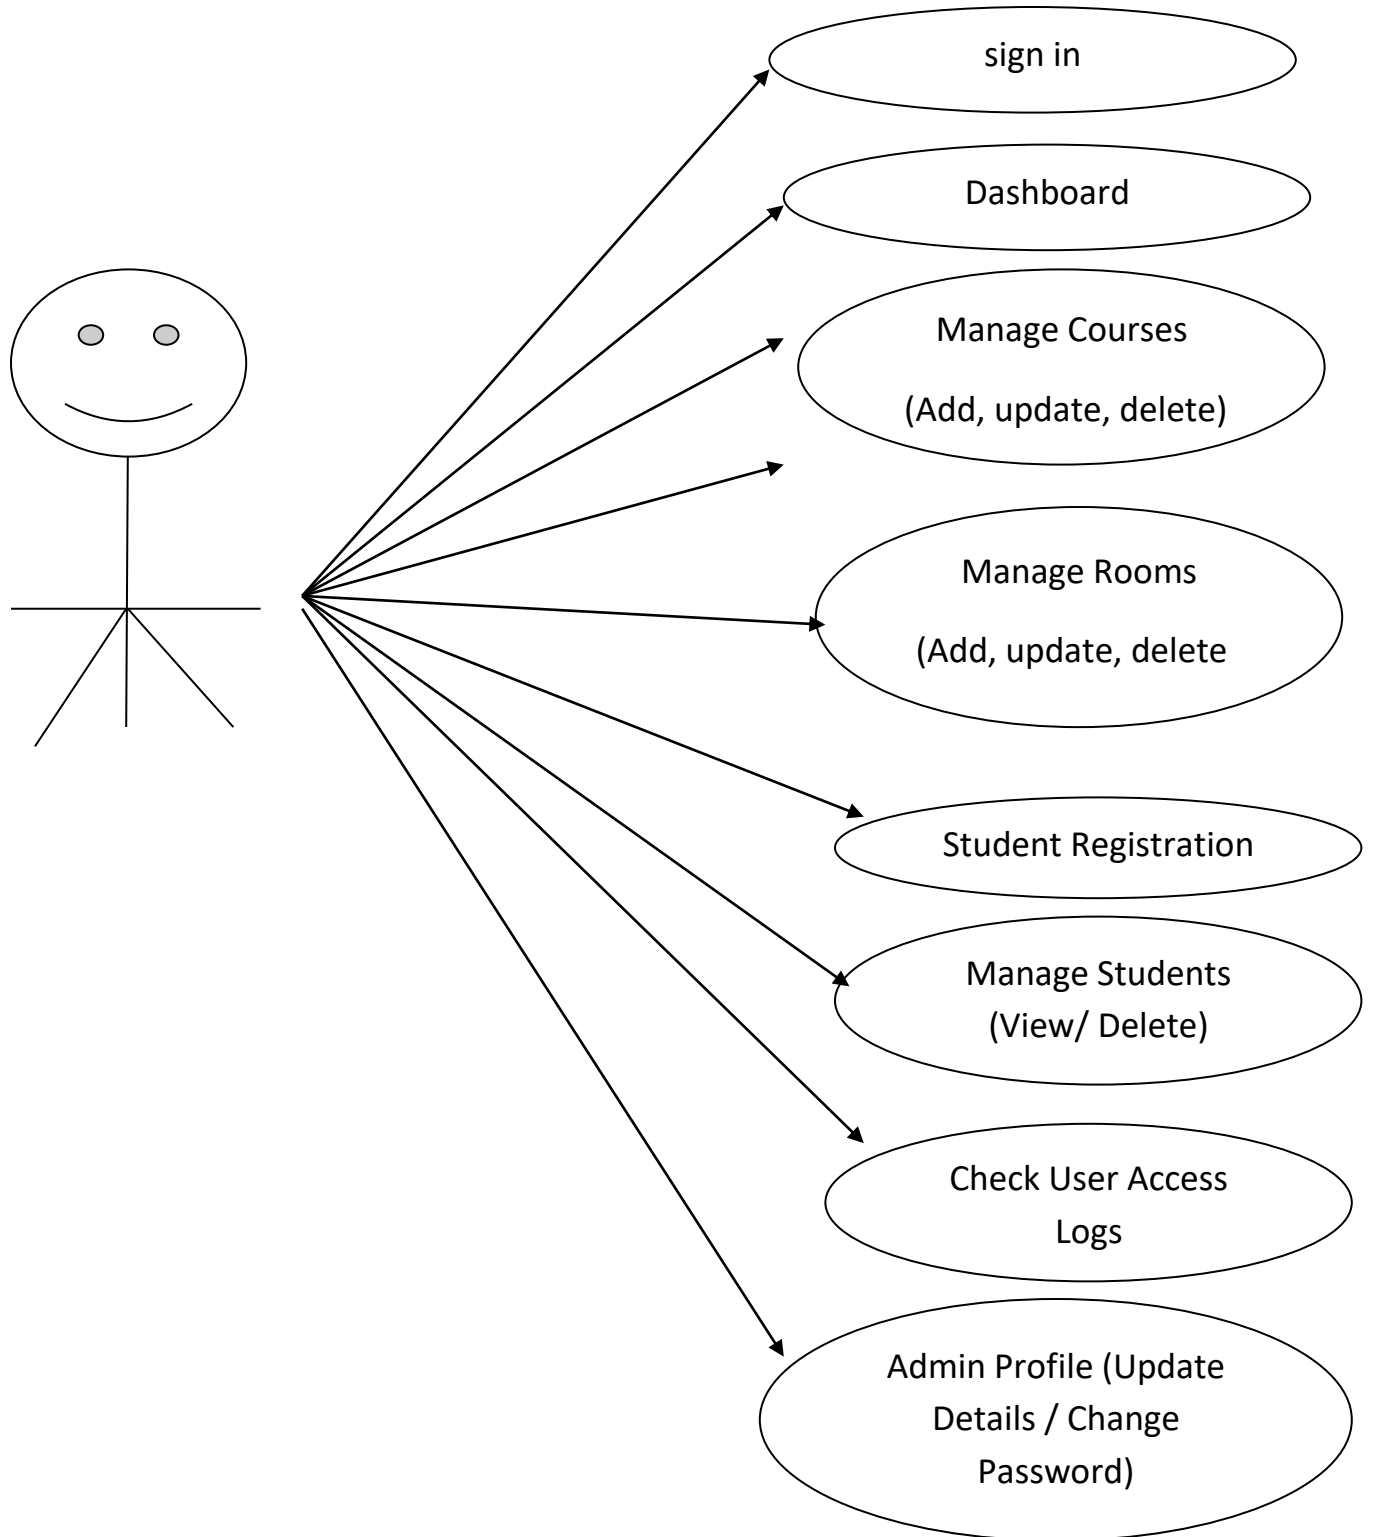 sign in
Dashboard
Manage Courses
(Add, update, delete)
Manage Rooms
(Add, update, delete
Student Registration
Manage Students
(View/ Delete)
Check User Access
Logs
Admin Profile (Update
Details / Change
Password)